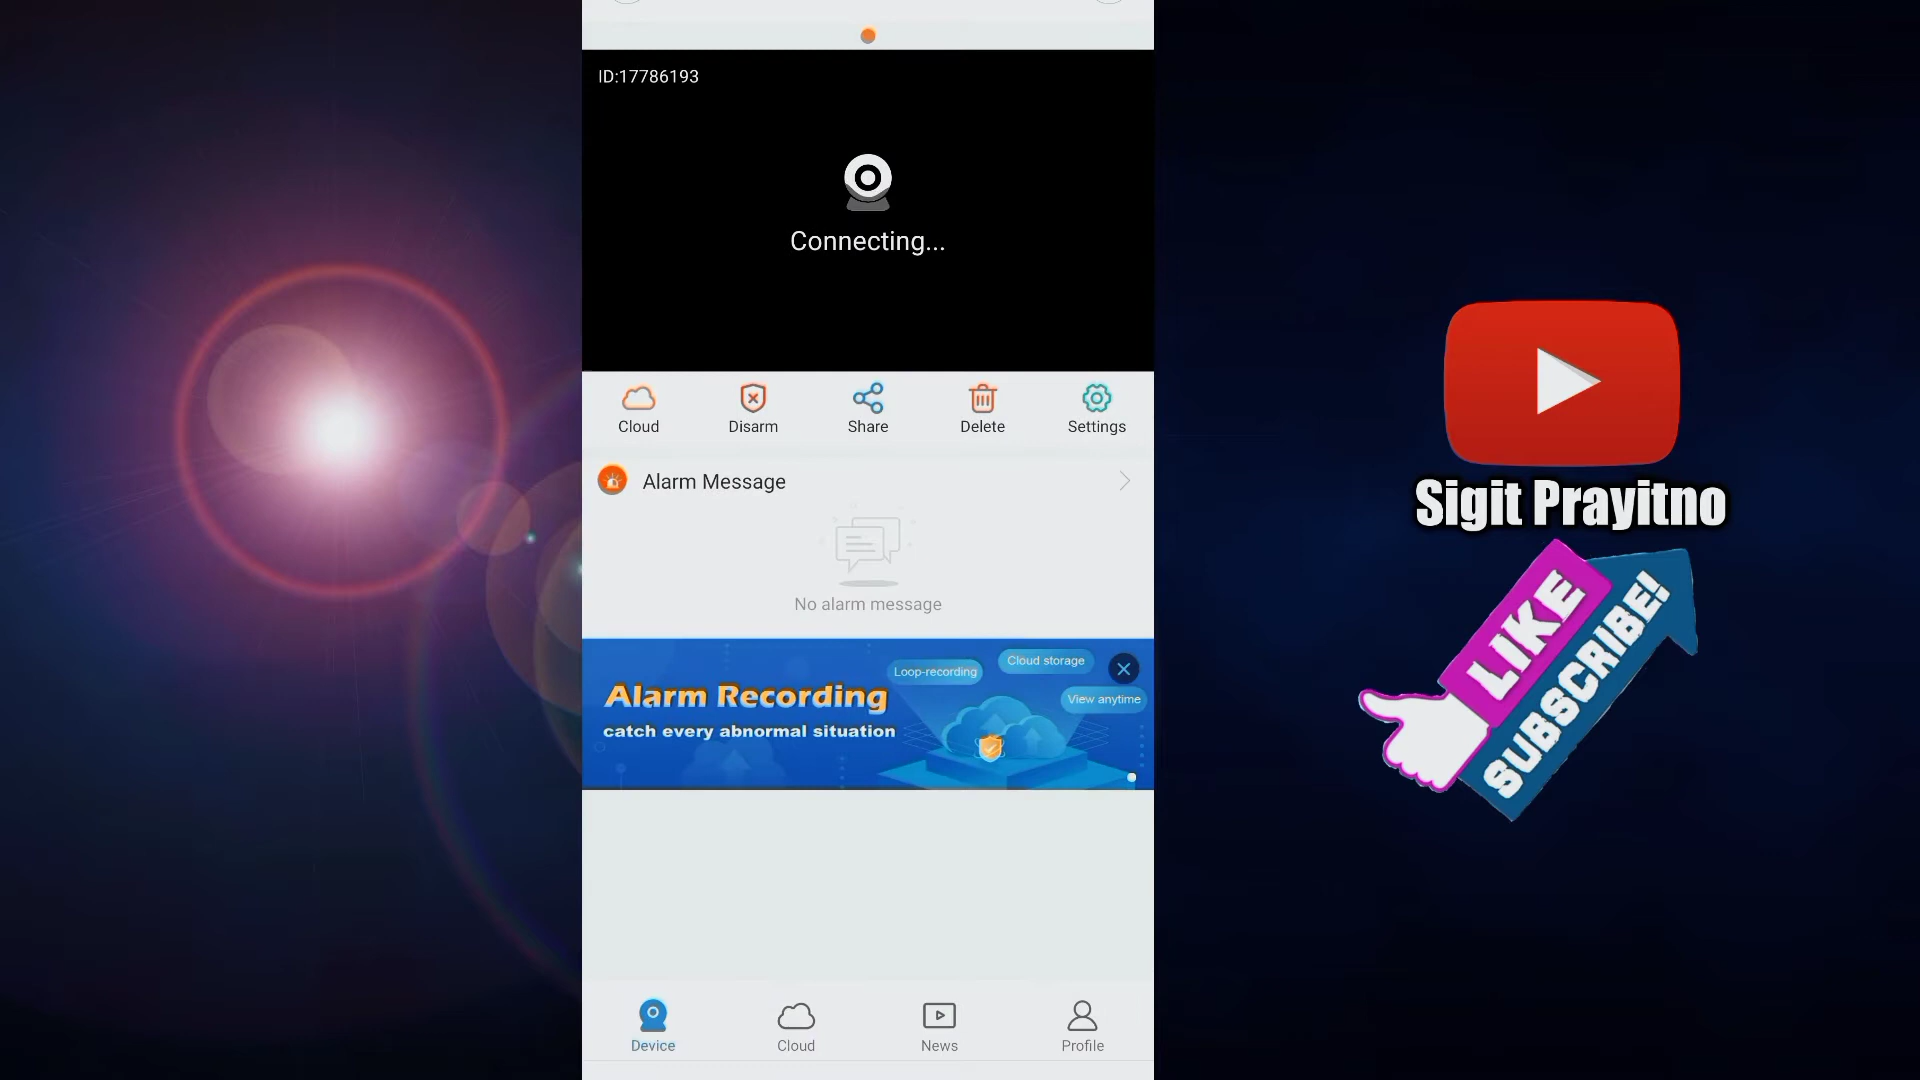 ID:17786193
Connecting...
Cloud
Disarm
Share
Delete
Settings
Alarm Message
No alarm message
Alarm Recording
catch every abnormal situation
Loop-recording
Cloud storage
View anytime
Device
Cloud
News
Profile
Sigit Prayitno
LIKE
SUBSCRIBE!